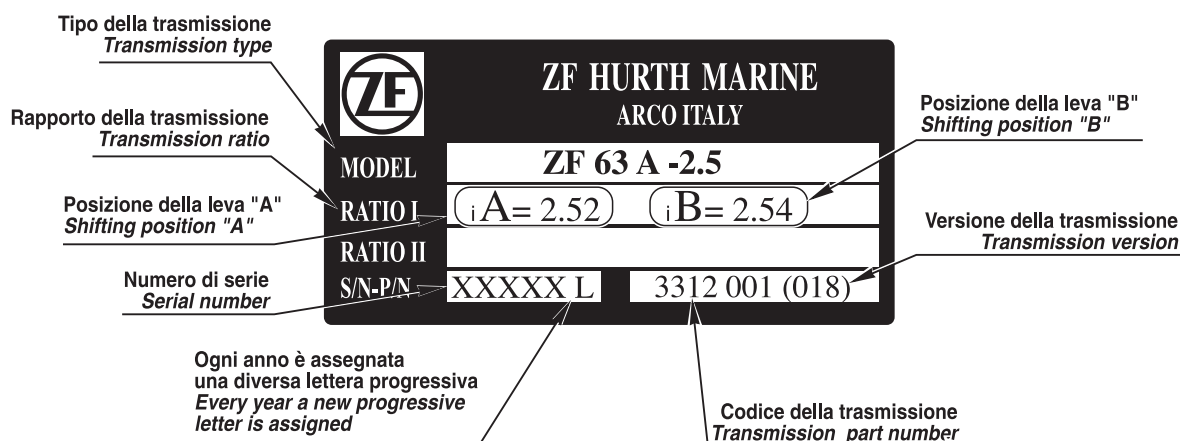 Tipo della trasmissione
Transmission type
Rapporto della trasmissione
Transmission ratio
Posizione della leva "A"
Shifting position "A"
Numero di serie
Serial number
ZF
ZF HURTH MARINE
ARCO ITALY
MODEL ZF 63 A -2.5
RATIO I iA= 2.52 iB= 2.54
RATIO II
S/N-P/N XXXXX L 3312 001 (018)
Posizione della leva "B"
Shifting position "B"
Versione della trasmissione
Transmission version
Ogni anno è assegnata
una diversa lettera progressiva
Every year a new progressive
letter is assigned
Codice della trasmissione
Transmission part number